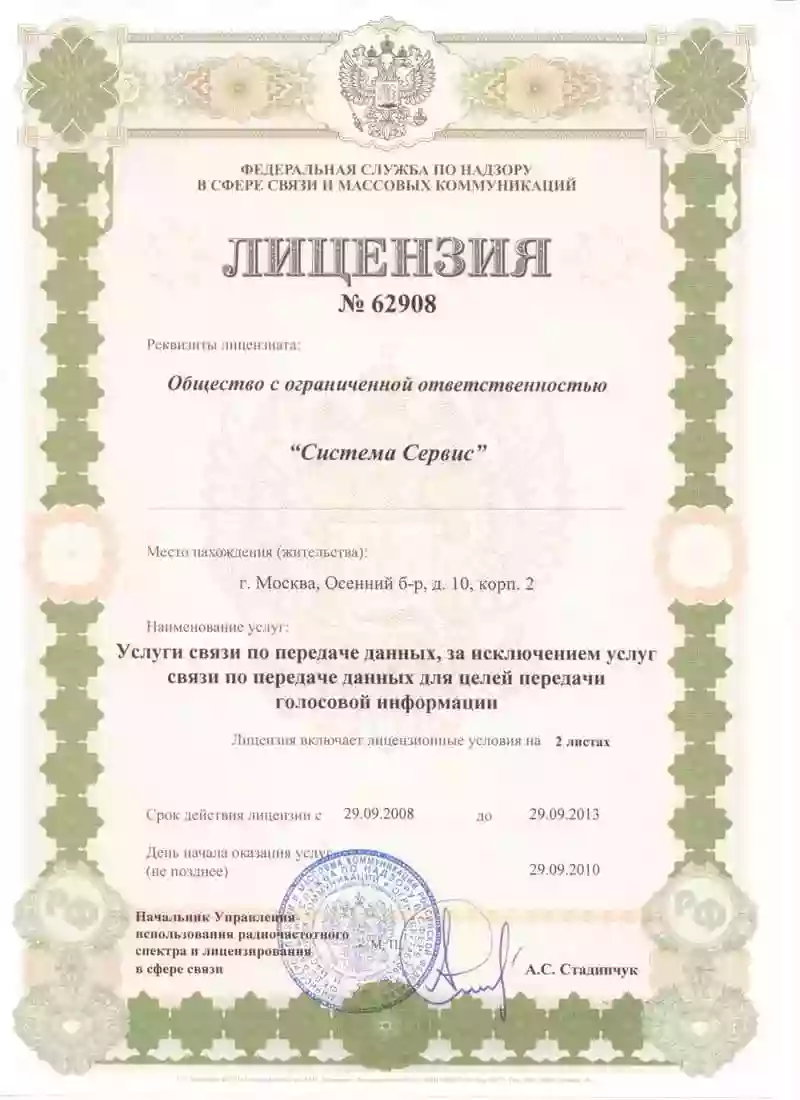 ФЕДЕРАЛЬНАЯ СЛУЖБА ПО НАДЗОРУ
В СФЕРЕ СВЯЗИ И МАССОВЫХ КОММУНИКАЦИЙ
ЛИЦЕНЗИЯ
№ 62908
Реквизиты лицензиата:
Общество с ограниченной ответственностью
“Система Сервис”
Место нахождения (жительства):
г. Москва, Осенний б-р, д. 10, корп. 2
Наименование услуг:
Услуги связи по передаче данных, за исключением услуг
связи по передаче данных для целей передачи
голосовой информации
Лицензия включает лицензионные условия на 2 листах
Срок действия лицензии с 29.09.2008 до 29.09.2013
День начала оказания услуг
(не позднее) 29.09.2010
Начальник Управления
использования радиочастотного
спектра и лицензирования
в сфере связи
М.П.
А.С. Стадинчук
РФ
РФ